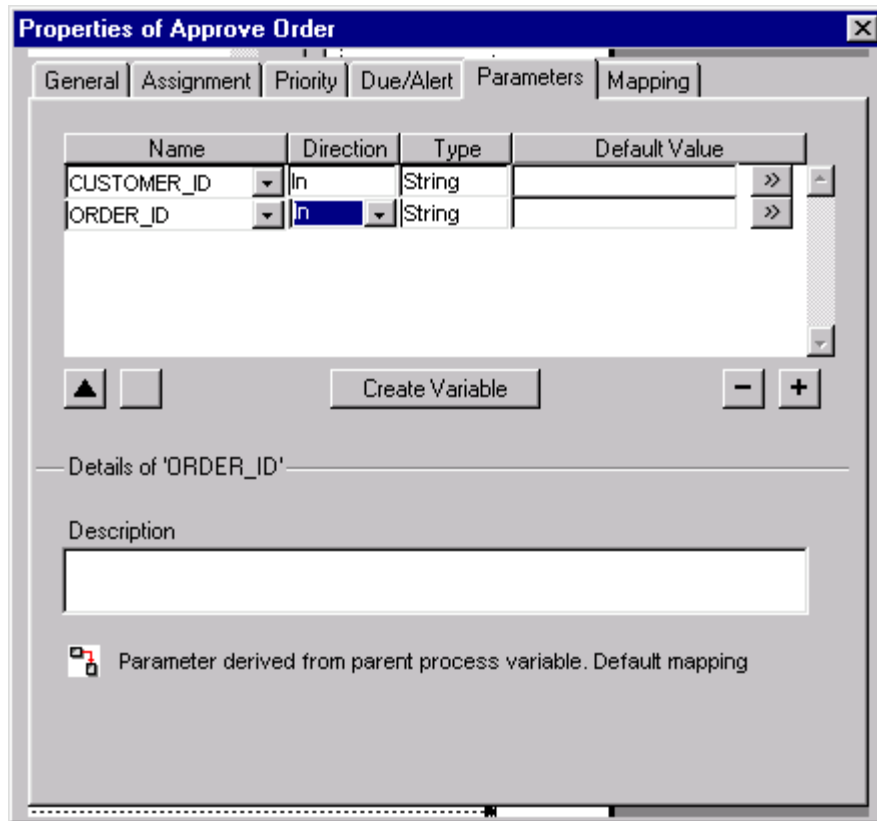 Properties of Approve Order
General Assignment Priority Due/Alert Parameters Mapping
Name Direction Type Default Value
CUSTOMER_ID In String
ORDER_ID In String
Create Variable
Details of 'ORDER_ID'
Description
Parameter derived from parent process variable. Default mapping